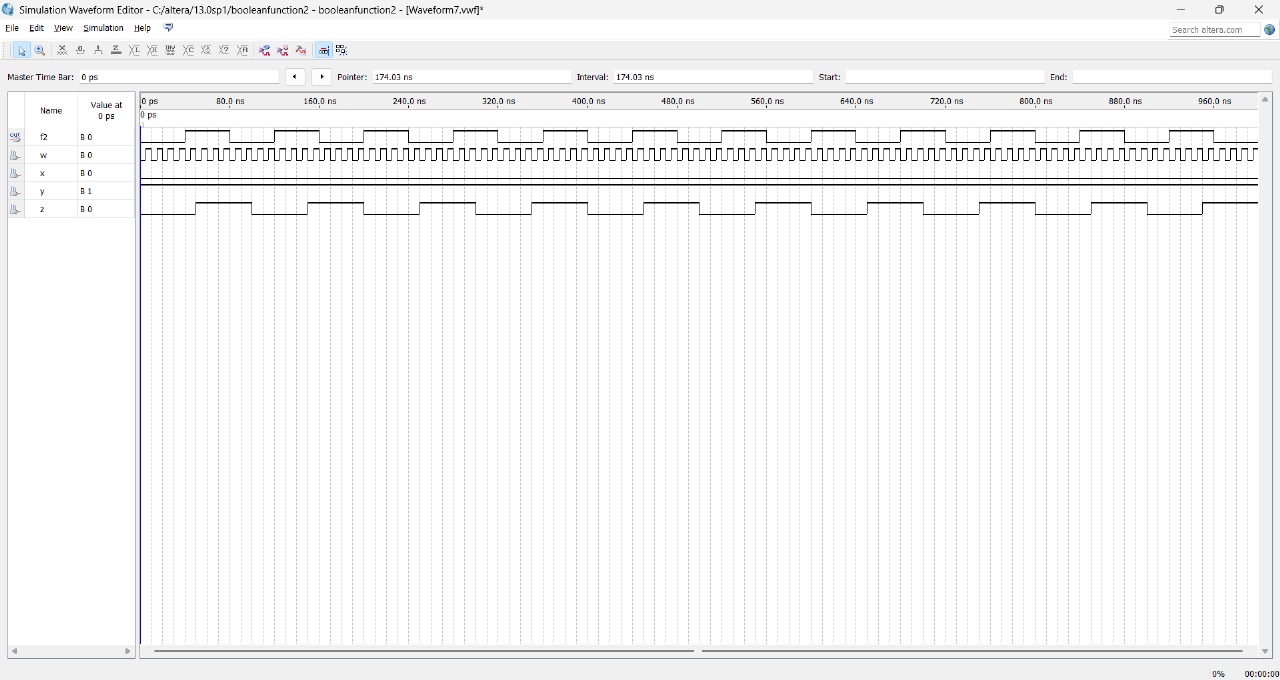 Simulation Waveform Editor - C:/altera/13.0sp1/booleanfunction2 - booleanfunction2 - [Waveform7.vwf]*
File Edit View Simulation Help
Search altera.com
Master Time Bar: 0 ps Pointer: 174.03 ns Interval: 174.03 ns Start: End:
Name Value at 0 ps
0 ps 80.0 ns 160.0 ns 240.0 ns 320.0 ns 400.0 ns 480.0 ns 560.0 ns 640.0 ns 720.0 ns 800.0 ns 880.0 ns 960.0 ns
0 ps
f2 B 0
w B 0
x B 0
y B 1
z B 0
0% 00:00:00